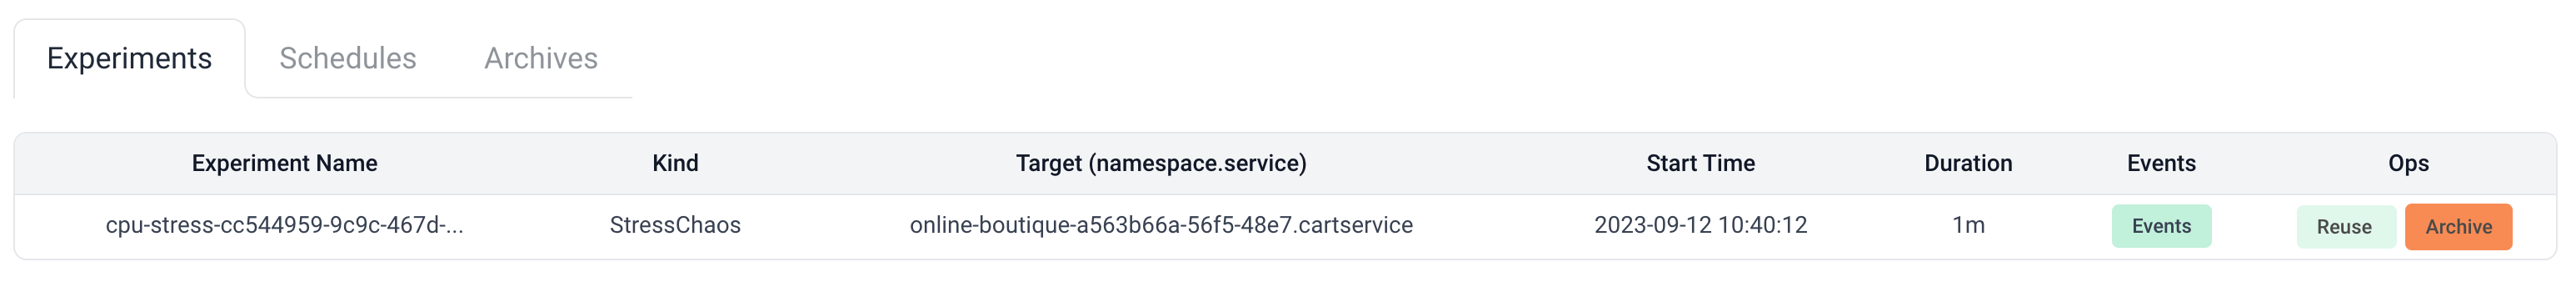 Experiments Schedules Archives
Experiment Name Kind Target (namespace.service) Start Time Duration Events Ops
cpu-stress-cc544959-9c9c-467d-... StressChaos online-boutique-a563b66a-56f5-48e7.cartservice 2023-09-12 10:40:12 1m Events Reuse Archive